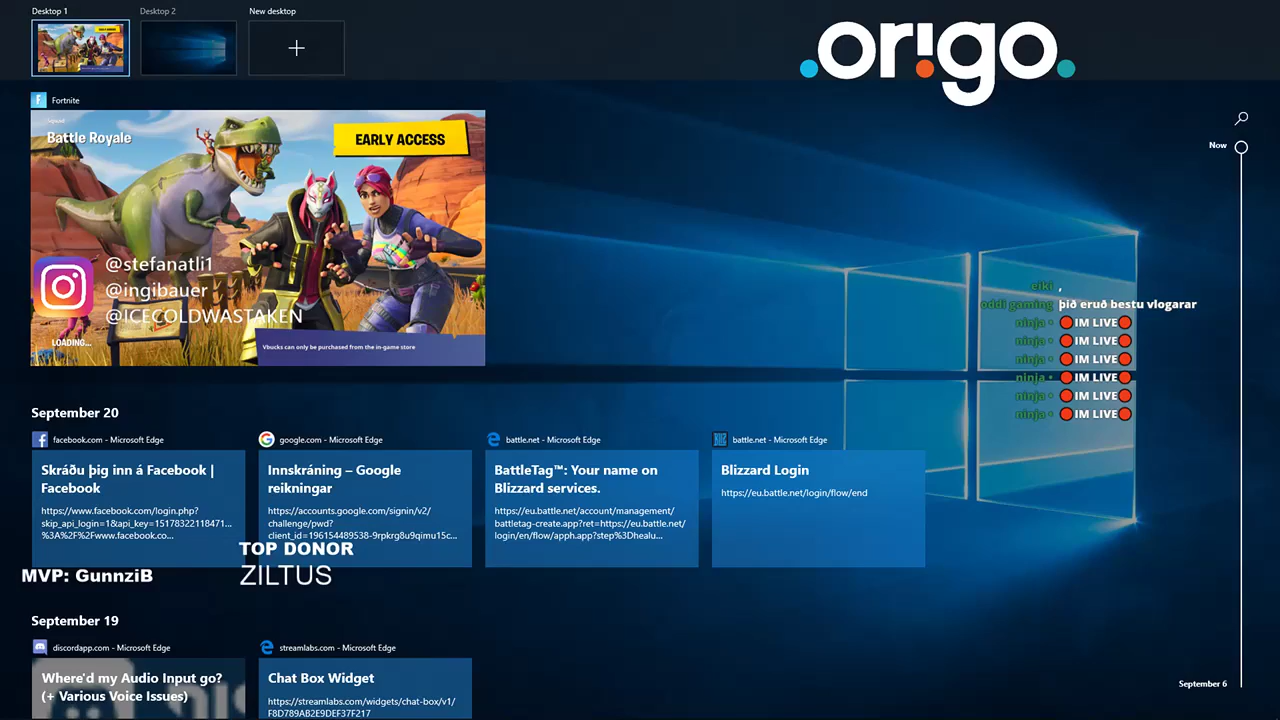 Desktop 1
Desktop 2
New desktop
.or!go.
Fortnite
Squad
Battle Royale
EARLY ACCESS
@stefanatli1
@ingibauer
@ICECOLDWASTAKEN
LOADING...
Vbucks can only be purchased from the in-game store
Now
eiki ,
oddi gaming þið eruð bestu vlogarar
ninja • 🔴IM LIVE🔴
ninja • 🔴IM LIVE🔴
ninja • 🔴IM LIVE🔴
ninja • 🔴IM LIVE🔴
ninja • 🔴IM LIVE🔴
ninja • 🔴IM LIVE🔴
September 20
facebook.com - Microsoft Edge
Skráðu þig inn á Facebook |
Facebook
https://www.facebook.com/login.php?
skip_api_login=1&api_key=15178322118471...
%3A%2F%2Fwww.facebook.co...
google.com - Microsoft Edge
Innskráning – Google
reikningar
https://accounts.google.com/signin/v2/
challenge/pwd?
client_id=196154489538-9rpkrg8u9qimu15c...
battle.net - Microsoft Edge
BattleTag™: Your name on
Blizzard services.
https://eu.battle.net/account/management/
battletag-create.app?ret=https://eu.battle.net/
login/en/flow/apph.app?step%3Dhealu...
battle.net - Microsoft Edge
Blizzard Login
https://eu.battle.net/login/flow/end
TOP DONOR
MVP: GunnziB
ZILTUS
September 19
discordapp.com - Microsoft Edge
Where'd my Audio Input go?
(+ Various Voice Issues)
streamlabs.com - Microsoft Edge
Chat Box Widget
https://streamlabs.com/widgets/chat-box/v1/
F8D789AB2E9DEF37F217
September 6